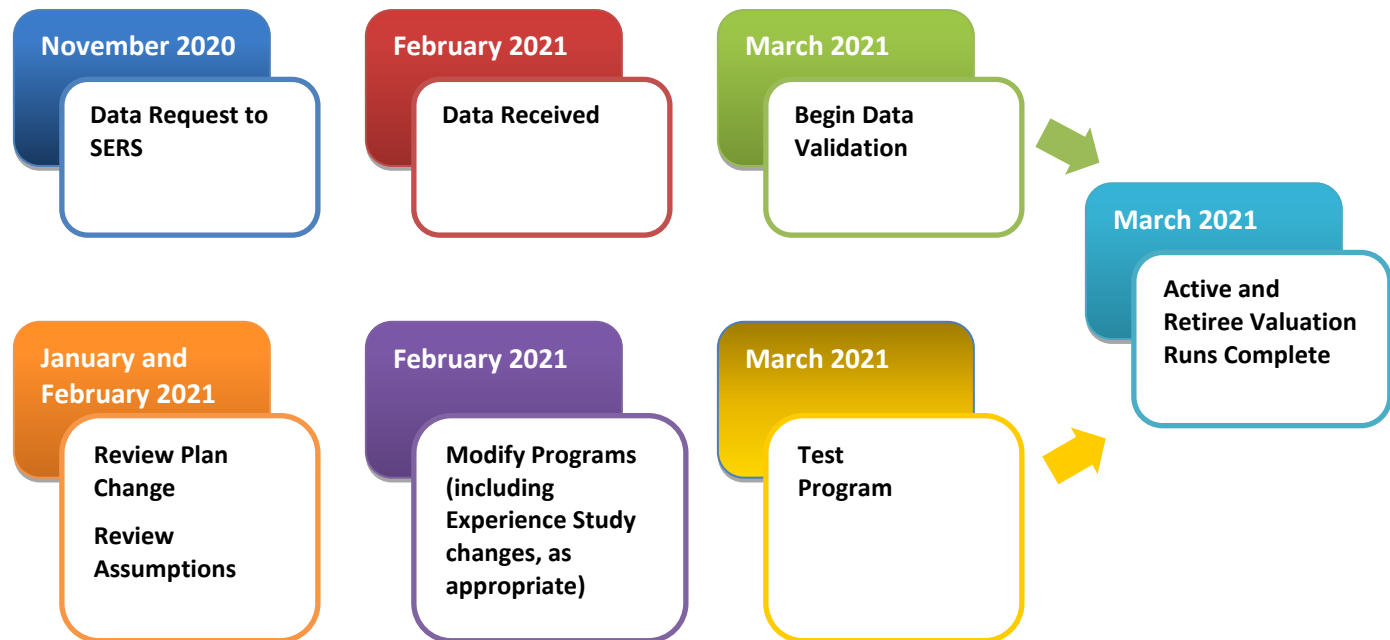 November 2020
Data Request to
SERS
February 2021
Data Received
March 2021
Begin Data
Validation
March 2021
Active and
Retiree Valuation
Runs Complete
January and
February 2021
Review Plan
Change
Review
Assumptions
February 2021
Modify Programs
(including
Experience Study
changes, as
appropriate)
March 2021
Test
Program